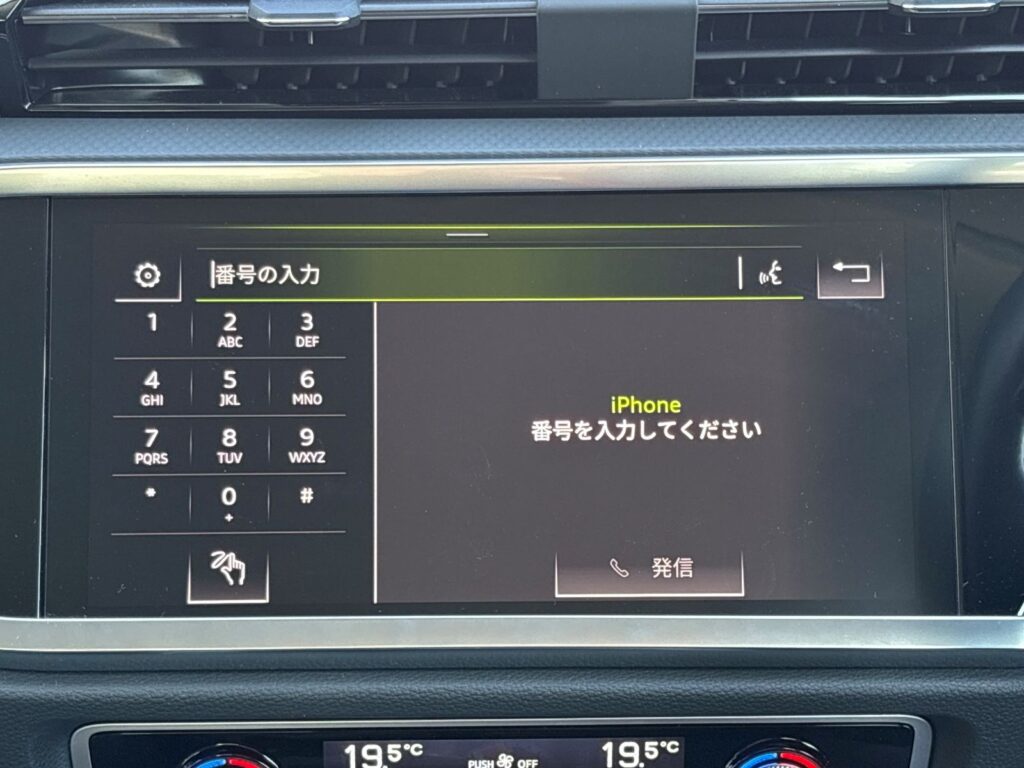 番号の入力
1
2
ABC
3
DEF
4
GHI
5
JKL
6
MNO
7
PQRS
8
TUV
9
WXYZ
*
0
+
#
iPhone
番号を入力してください
発信
19.5°C
PUSH OFF
19.5°C